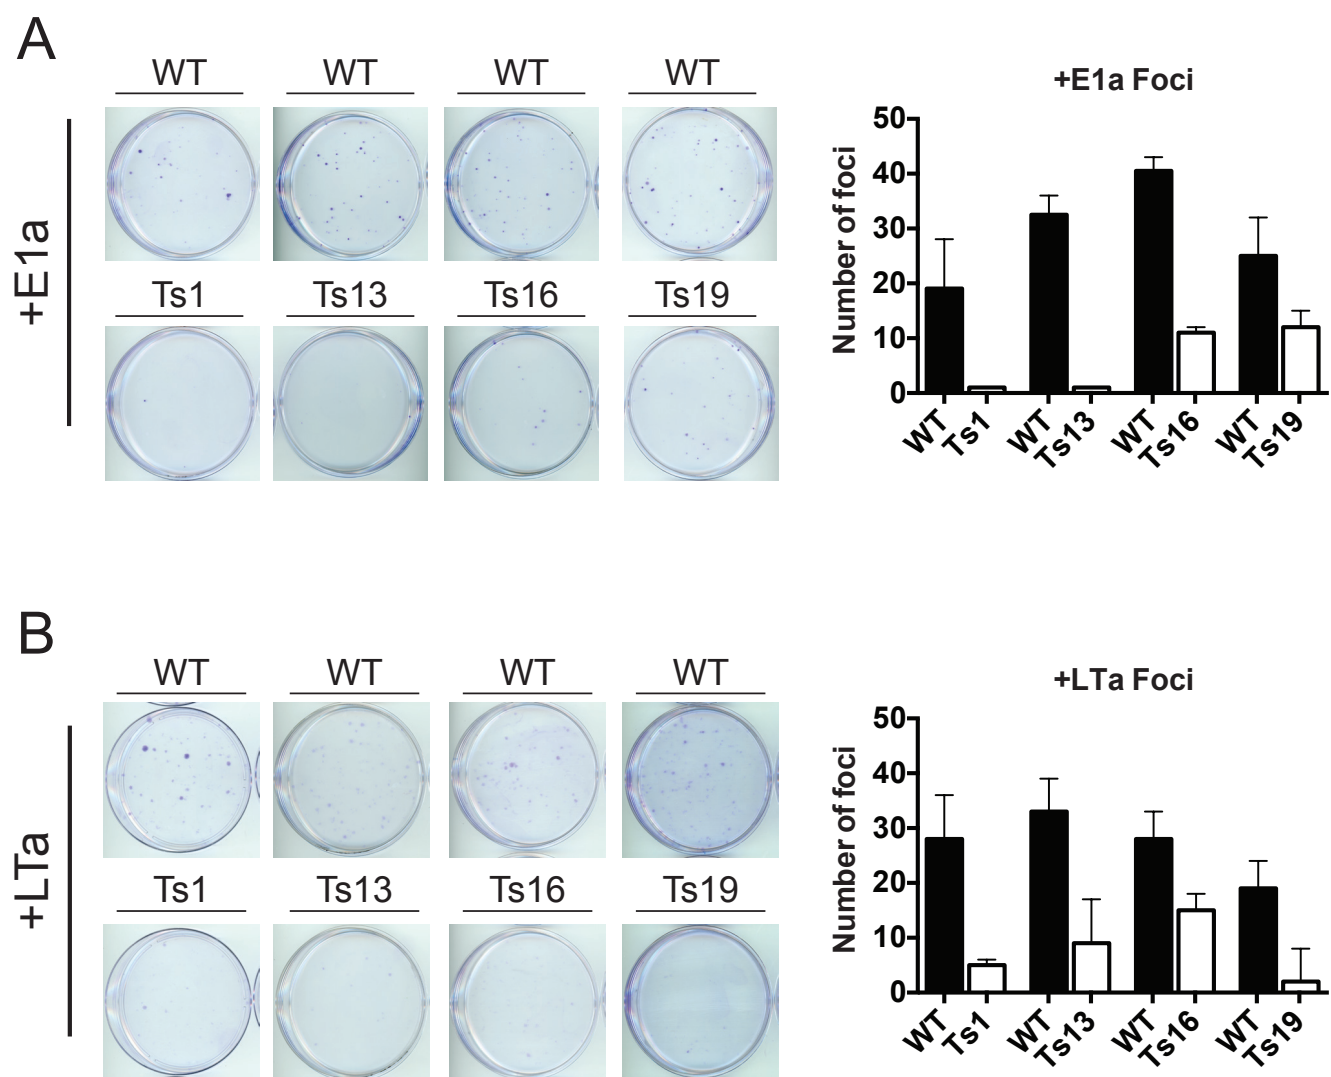 A
WT WT WT WT
+E1a
Ts1 Ts13 Ts16 Ts19
+E1a Foci
Number of foci
50
40
30
20
10
0
WT Ts1 WT Ts13 WT Ts16 WT Ts19
B
WT WT WT WT
+LTa
Ts1 Ts13 Ts16 Ts19
+LTa Foci
Number of foci
50
40
30
20
10
0
WT Ts1 WT Ts13 WT Ts16 WT Ts19